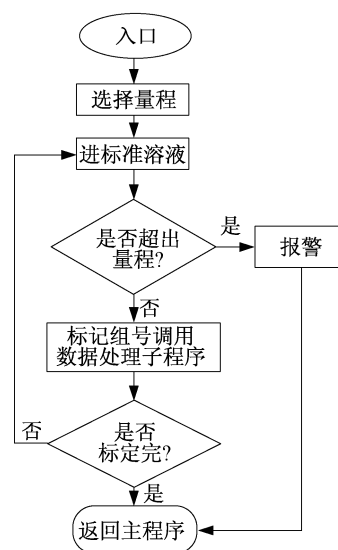 入口
选择量程
进标准溶液
是否超出
量程?
是
报警
否
标记组号调用
数据处理子程序
是否
标定完?
否
是
返回主程序